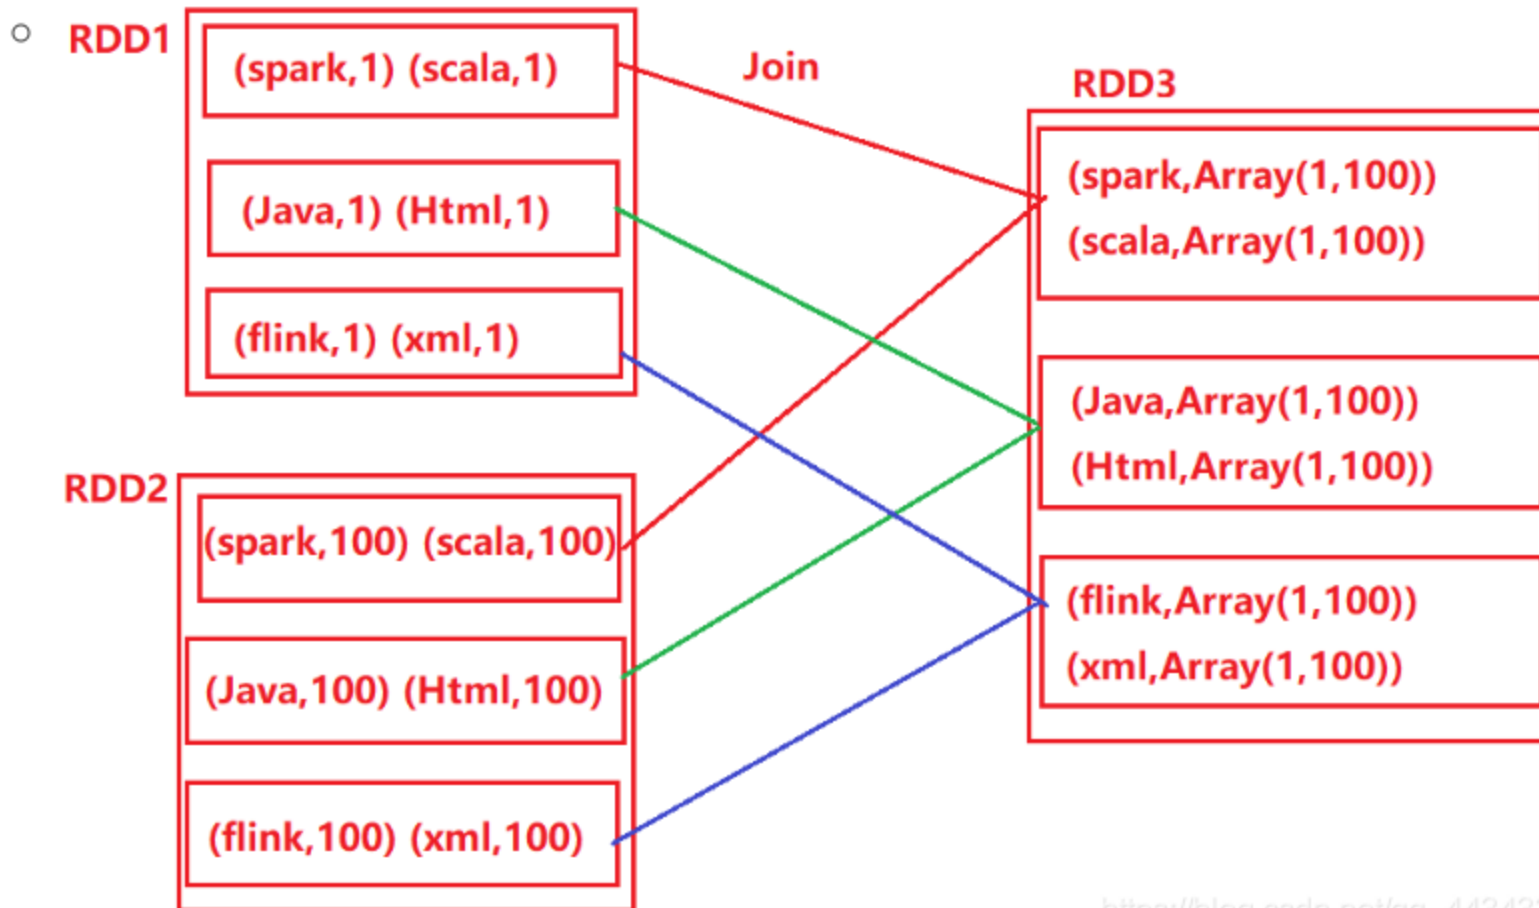 RDD1
(spark,1) (scala,1)
(Java,1) (Html,1)
(flink,1) (xml,1)
Join
RDD2
(spark,100) (scala,100)
(Java,100) (Html,100)
(flink,100) (xml,100)
RDD3
(spark,Array(1,100))
(scala,Array(1,100))
(Java,Array(1,100))
(Html,Array(1,100))
(flink,Array(1,100))
(xml,Array(1,100))